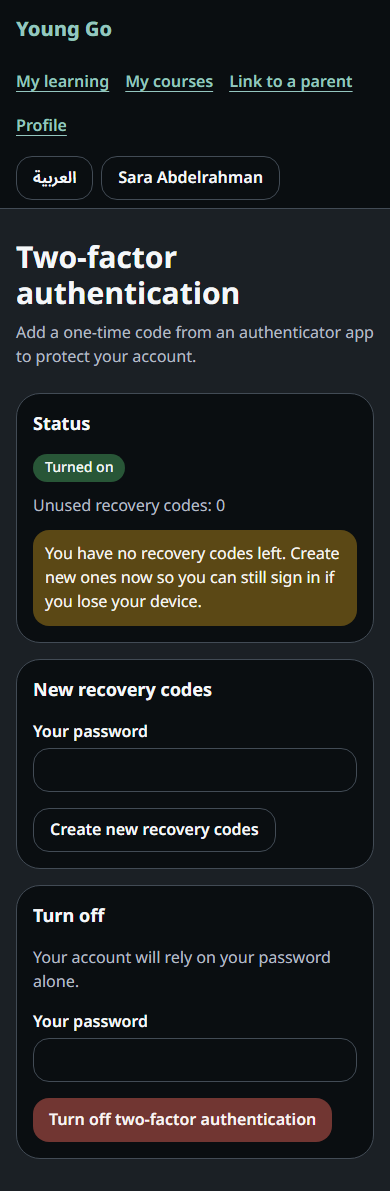 Young Go
My learning My courses Link to a parent
Profile
العربية Sara Abdelrahman
Two-factor
authentication
Add a one-time code from an authenticator app
to protect your account.
Status
Turned on
Unused recovery codes: 0
You have no recovery codes left. Create
new ones now so you can still sign in if
you lose your device.
New recovery codes
Your password
Create new recovery codes
Turn off
Your account will rely on your password
alone.
Your password
Turn off two-factor authentication